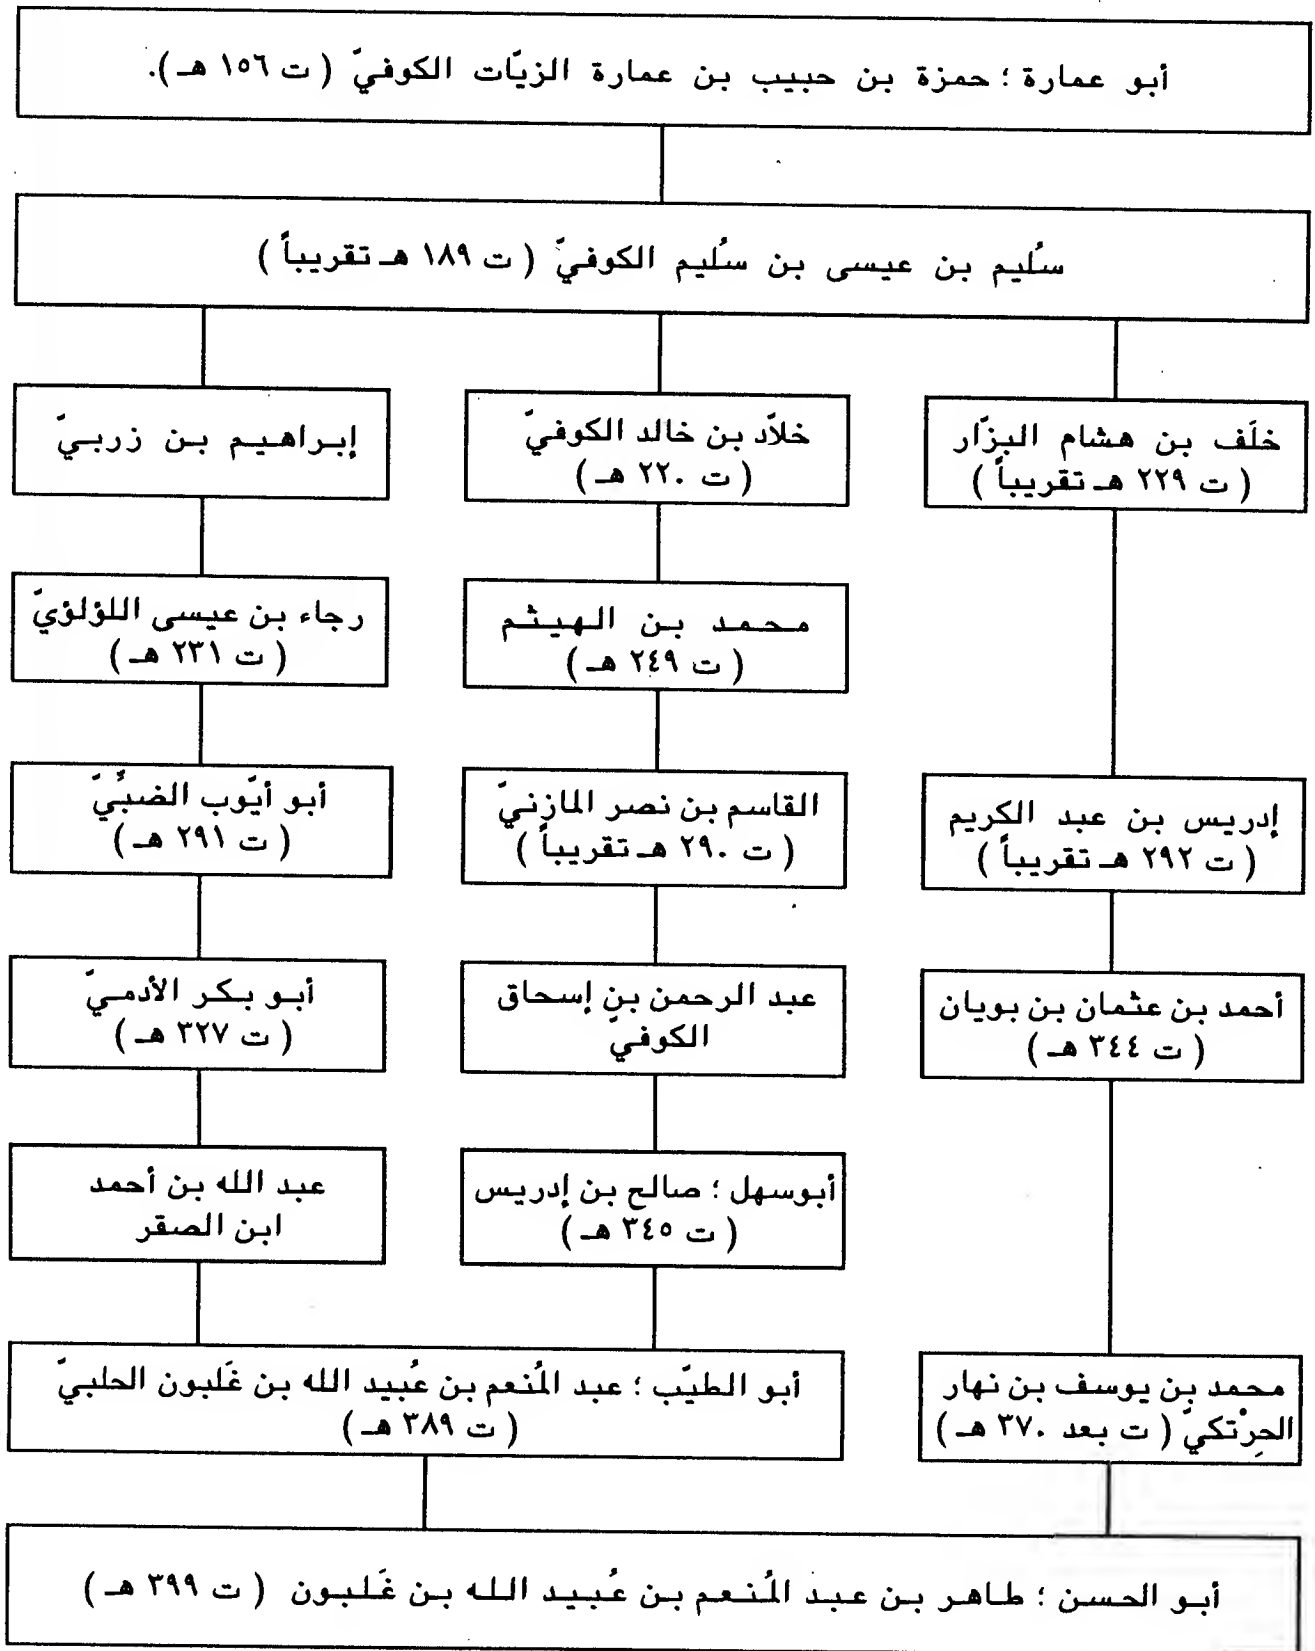 أبو عمارة ؛ حمزة بن حبيب بن عمارة الزيّات الكوفيّ ( ت ١٥٦ هـ ).
سُليم بن عيسى بن سُليم الكوفيّ ( ت ١٨٩ هـ تقريباً )
خلَف بن هشام البزّار
( ت ٢٢٩ هـ تقريباً )
خلاّد بن خالد الكوفيّ
( ت ٢٢٠ هـ )
إبراهيم بن زربيّ
محمد بن الهيثم
( ت ٢٤٩ هـ )
رجاء بن عيسى اللؤلؤيّ
( ت ٢٣١ هـ )
إدريس بن عبد الكريم
( ت ٢٩٢ هـ تقريباً )
القاسم بن نصر المازنيّ
( ت ٢٩٠ هـ تقريباً )
أبو أيّوب الضبِّيّ
( ت ٢٩١ هـ )
أحمد بن عثمان بن بويان
( ت ٣٤٤ هـ )
عبد الرحمن بن إسحاق
الكوفيّ
أبو بكر الأدميّ
( ت ٣٢٧ هـ )
أبوسهل ؛ صالح بن إدريس
( ت ٣٤٥ هـ )
عبد الله بن أحمد
ابن الصقر
محمد بن يوسف بن نهار
الحِرْتكيّ ( ت بعد ٣٧٠ هـ )
أبو الطيّب ؛ عبد المُنعم بن عُبيد الله بن غَلبون الحلبيّ
( ت ٣٨٩ هـ )
أبو الحسن ؛ طاهر بن عبد المُنعم بن عُبيد الله بن غَلبون ( ت ٣٩٩ هـ )